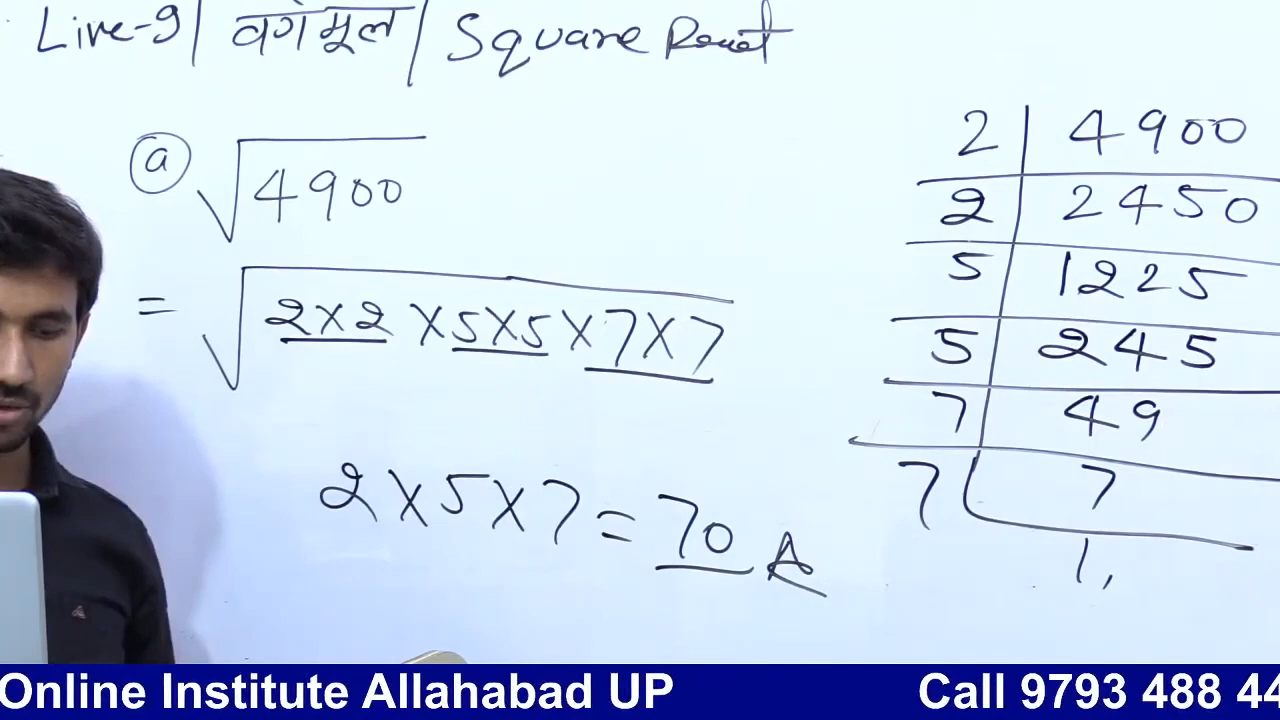 Live-9/ वर्गमूल / Square Root
ⓐ √4900
= √2×2×5×5×7×7
2×5×7=70 A
2 | 4900
2 | 2450
5 | 1225
5 | 245
7 | 49
7 | 7
1,
Online Institute Allahabad UP
Call 9793 488 44